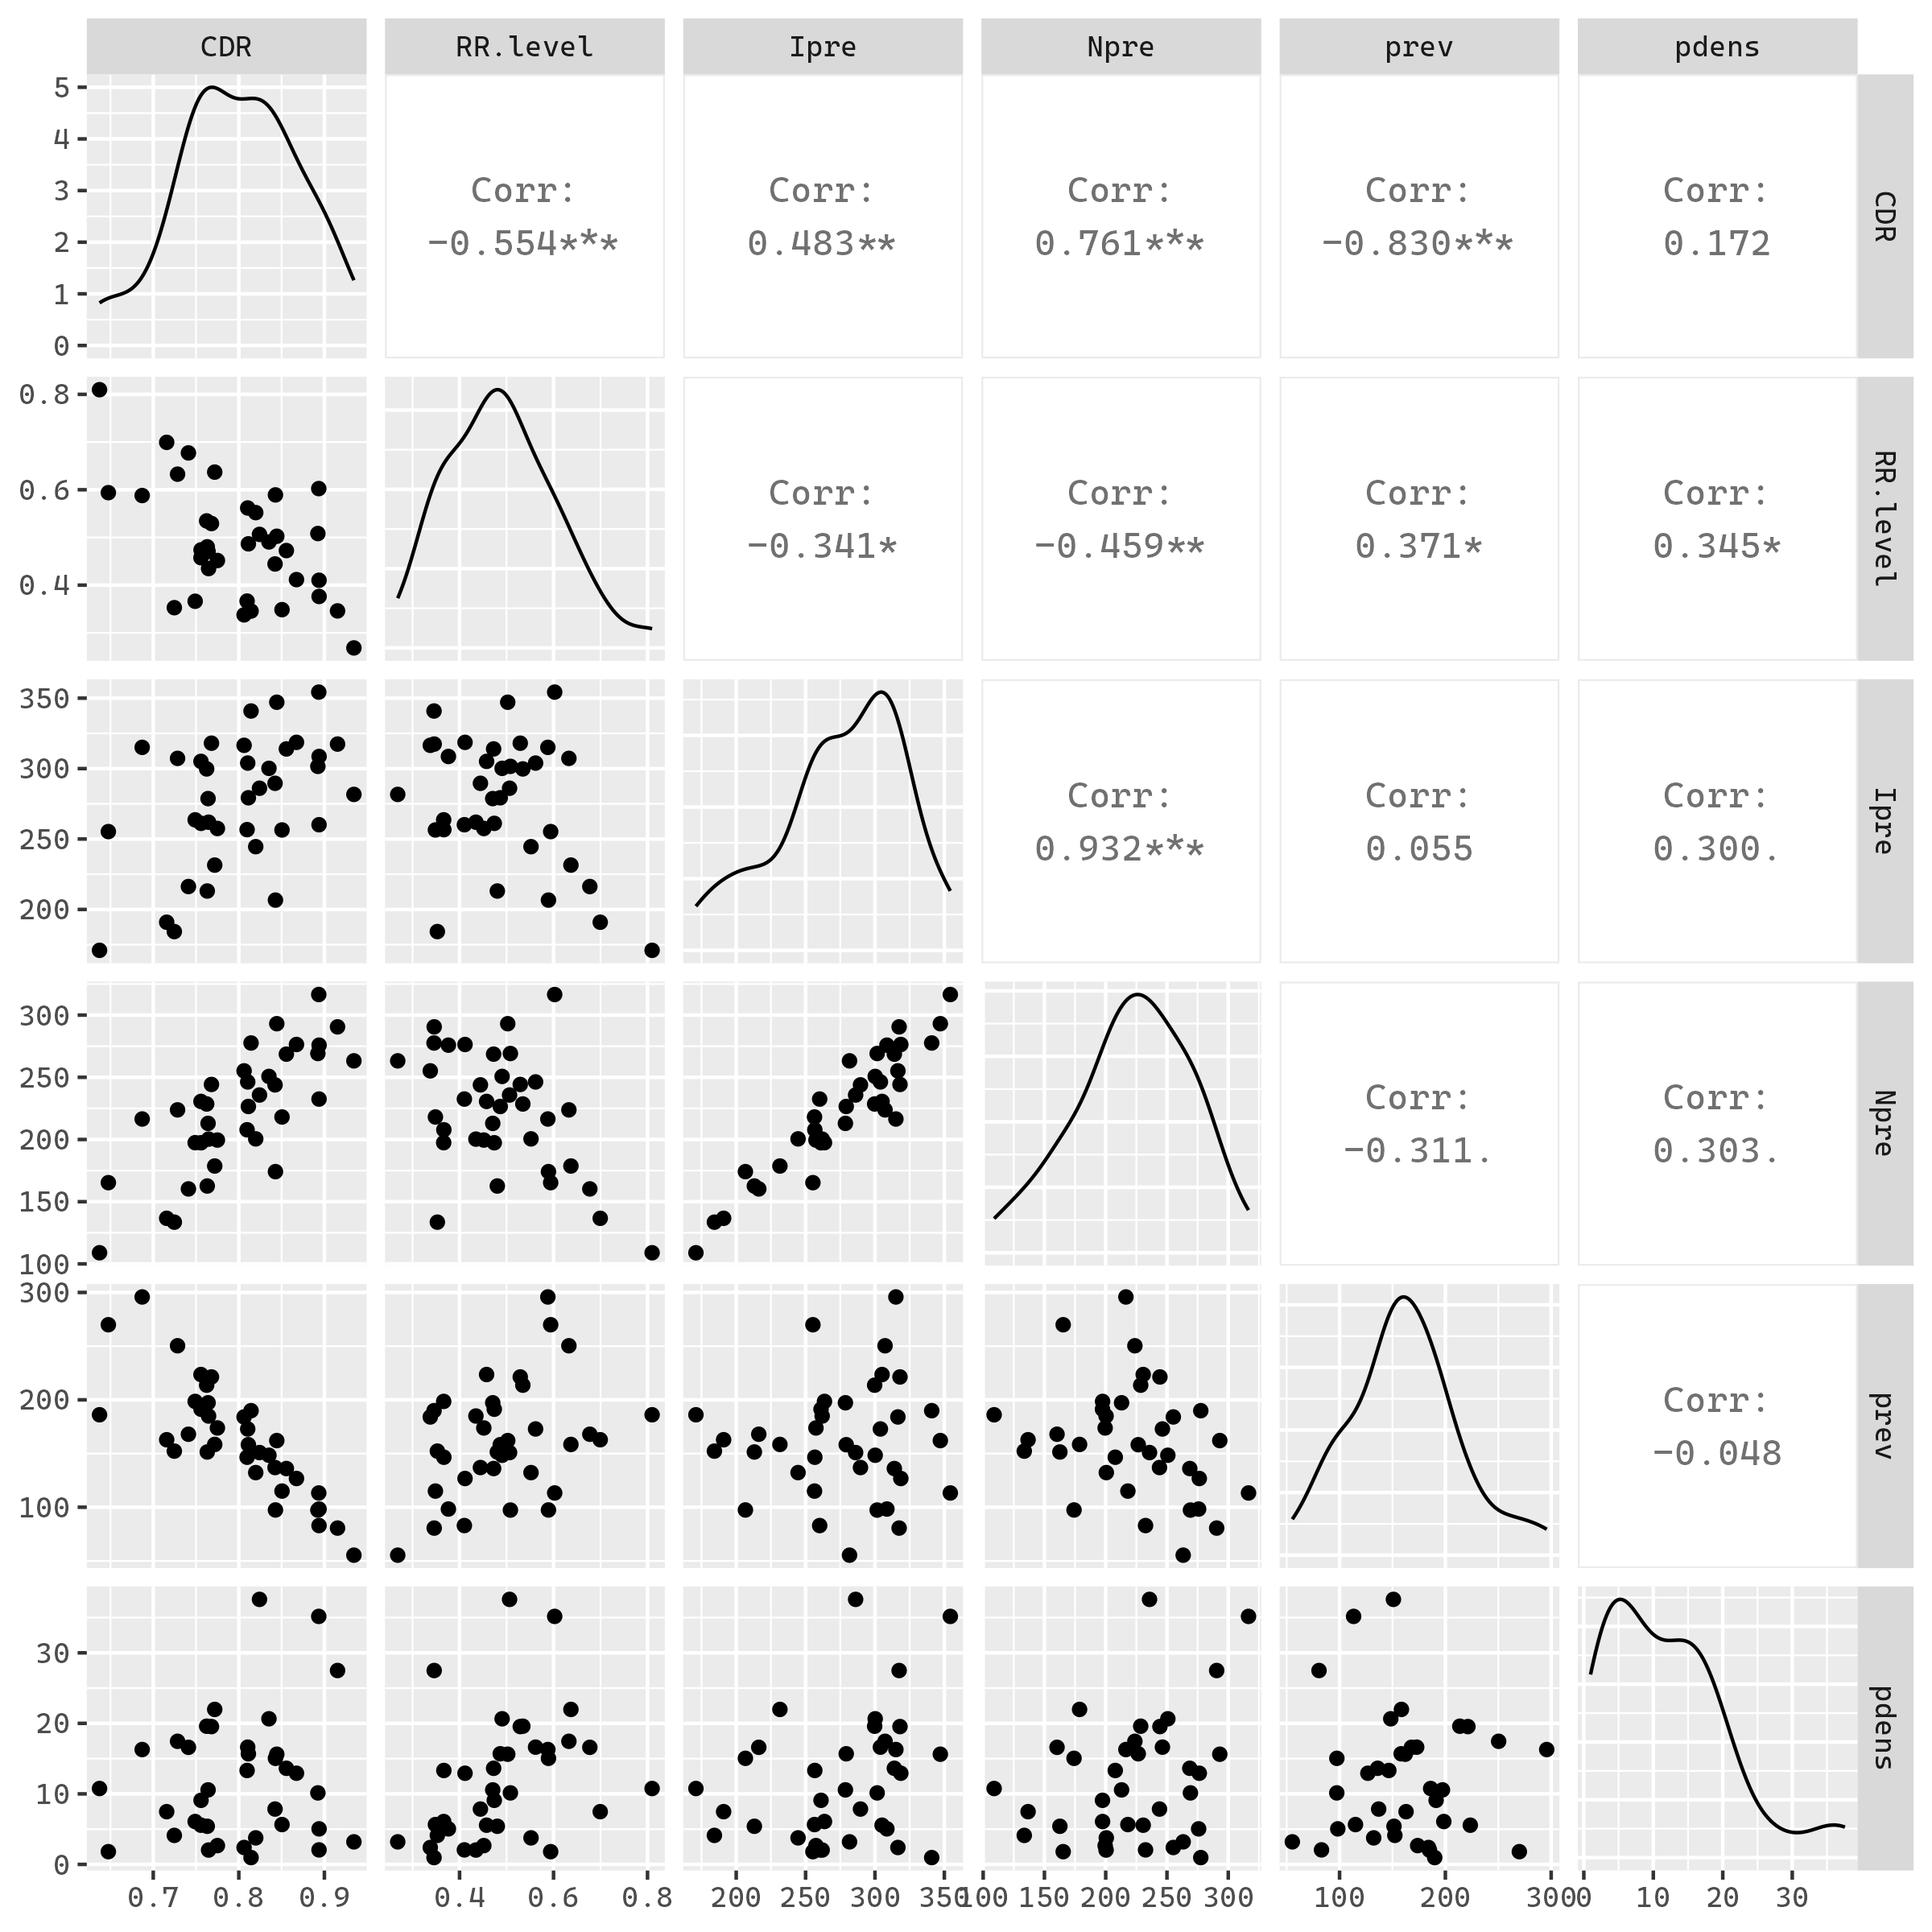 CDR RR.level Ipre Npre prev pdens
5
4
3
2
1
0
Corr:
−0.554***
Corr:
0.483**
Corr:
0.761***
Corr:
−0.830***
Corr:
0.172
CDR
0.8
0.6
0.4
Corr:
−0.341*
Corr:
−0.459**
Corr:
0.371*
Corr:
0.345*
RR.level
350
300
250
200
Corr:
0.932***
Corr:
0.055
Corr:
0.300.
Ipre
300
250
200
150
100
Corr:
−0.311.
Corr:
0.303.
Npre
300
200
100
Corr:
−0.048
prev
30
20
10
0
pdens
0.7 0.8 0.9 0.4 0.6 0.8 200 250 300 350 100 150 200 250 300 100 200 300 0 10 20 30